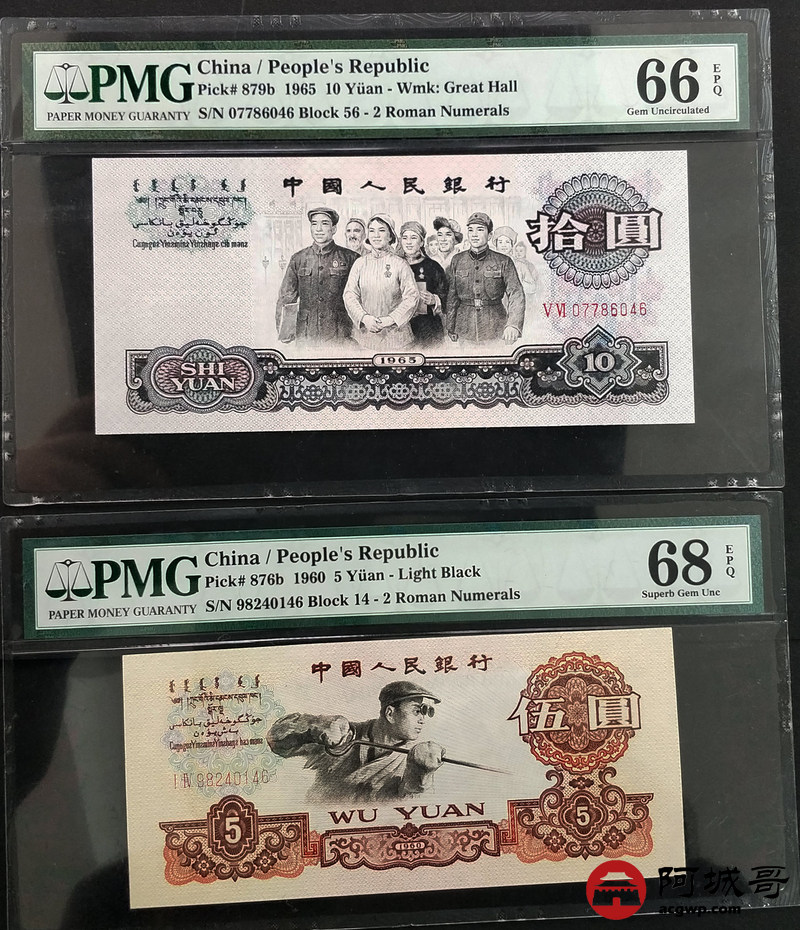 PMG
PAPER MONEY GUARANTY
China / People's Republic
Pick# 879b 1965 10 Yüan - Wmk: Great Hall
S/N 07786046 Block 56 - 2 Roman Numerals
66 EPQ
Gem Uncirculated
中國人民銀行
拾圓
V VI 07786046
1965
SHI
YUAN
10
PMG
PAPER MONEY GUARANTY
China / People's Republic
Pick# 876b 1960 5 Yüan - Light Black
S/N 98240146 Block 14 - 2 Roman Numerals
68 EPQ
Superb Gem Unc
中國人民銀行
伍圓
I IV 98240146
WU YUAN
5
1960
5
阿城哥
acgwp.com